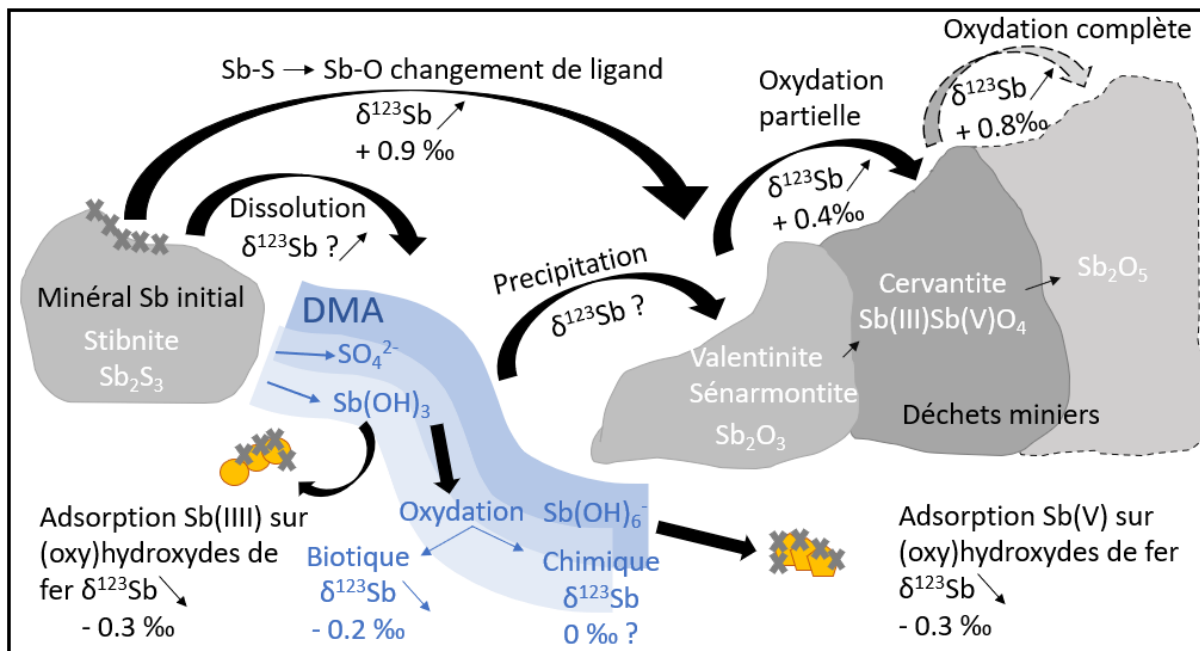 Oxydation complète
δ¹²³Sb
+ 0.8‰
Sb-S → Sb-O changement de ligand
δ¹²³Sb
+ 0.9 ‰
Oxydation
partielle
δ¹²³Sb
+ 0.4‰
Dissolution
δ¹²³Sb ?
Precipitation
δ¹²³Sb ?
Minéral Sb initial
Stibnite
Sb₂S₃
DMA
SO₄²⁻
Sb(OH)₃
Valentinite
Sénarmontite
Sb₂O₃
Cervantite
Sb(III)Sb(V)O₄
Sb₂O₅
Déchets miniers
Adsorption Sb(IIII) sur
(oxy)hydroxydes de
fer δ¹²³Sb
- 0.3 ‰
Oxydation
Sb(OH)₆⁻
Biotique
δ¹²³Sb
- 0.2 ‰
Chimique
δ¹²³Sb
0 ‰ ?
Adsorption Sb(V) sur
(oxy)hydroxydes de fer
δ¹²³Sb
- 0.3 ‰